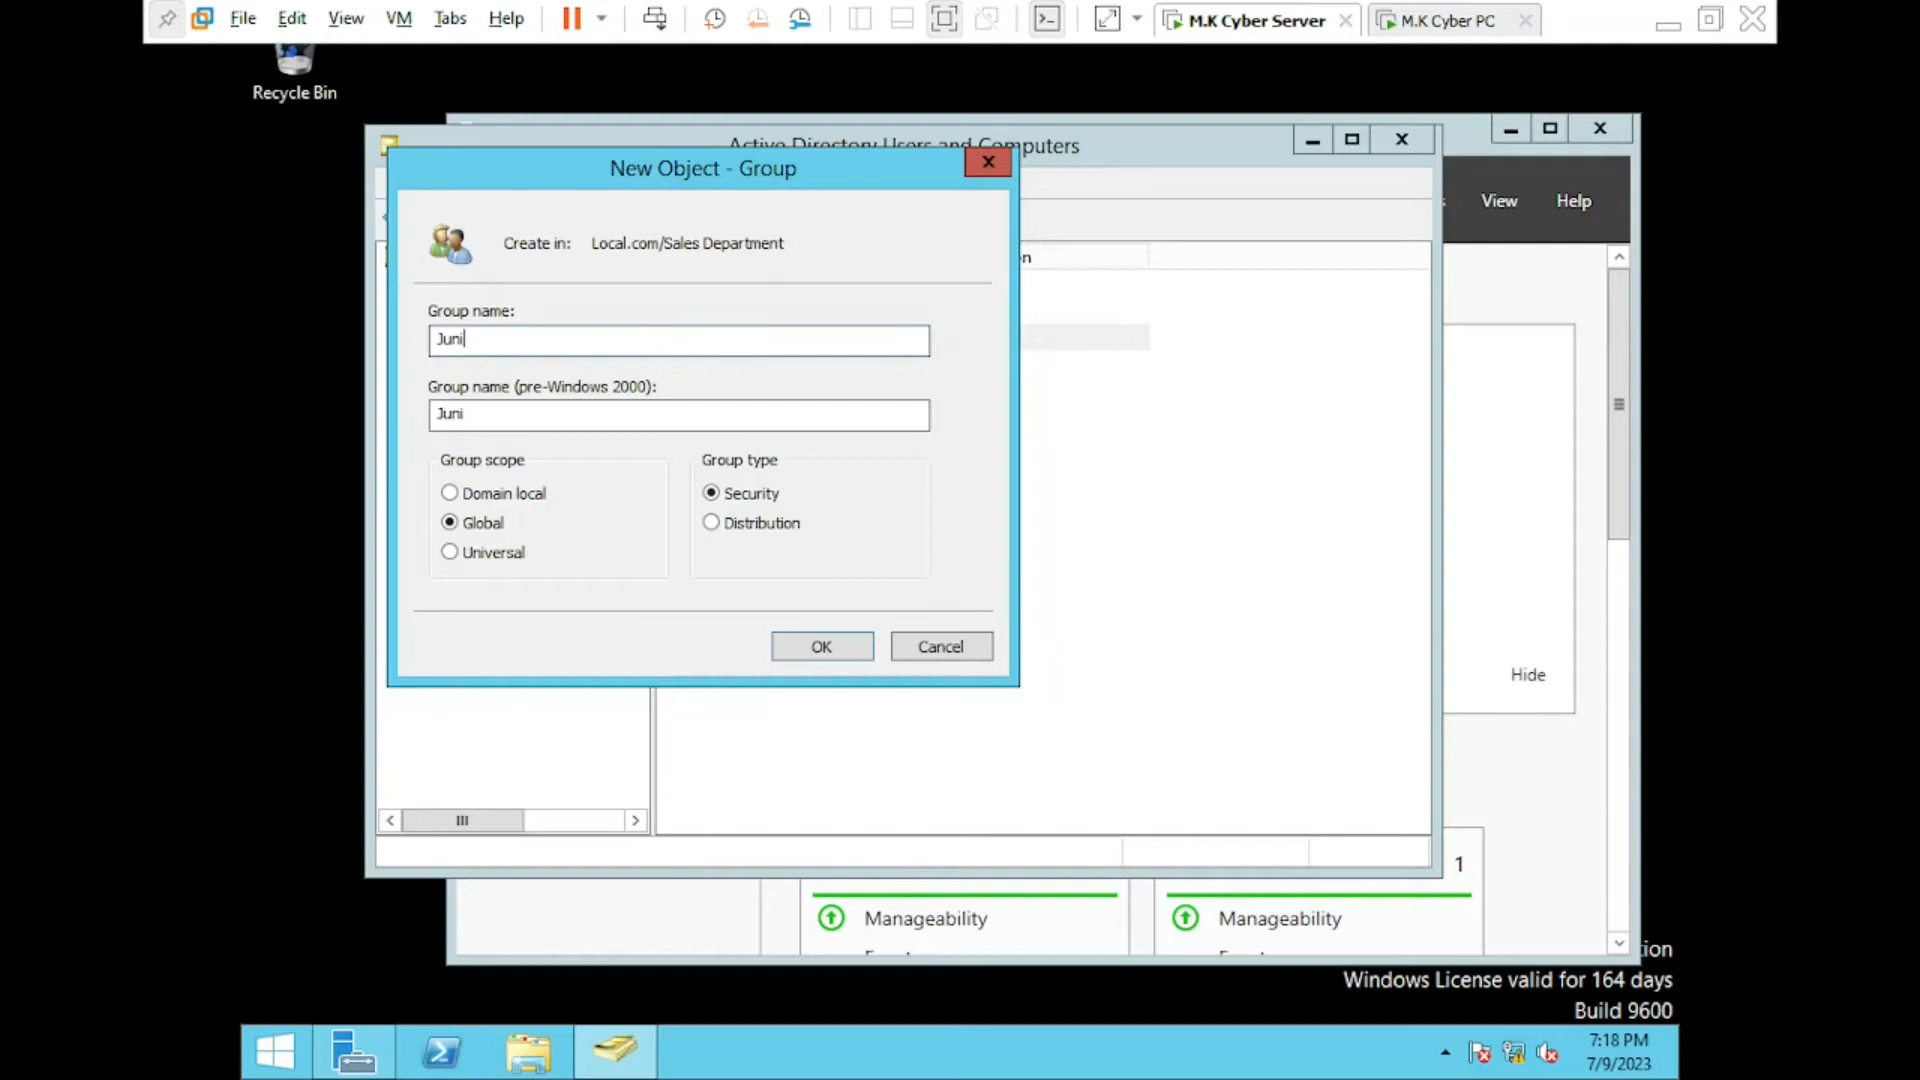 File Edit View VM Tabs Help
M.K Cyber Server
M.K Cyber PC
Recycle Bin
Active Directory Users and Computers
New Object - Group
View Help
Create in: Local.com/Sales Department
Group name:
Juni
Group name (pre-Windows 2000):
Juni
Group scope
Group type
Domain local
Security
Global
Distribution
Universal
OK
Cancel
Hide
1
Manageability
Manageability
Windows License valid for 164 days
Build 9600
7:18 PM
7/9/2023